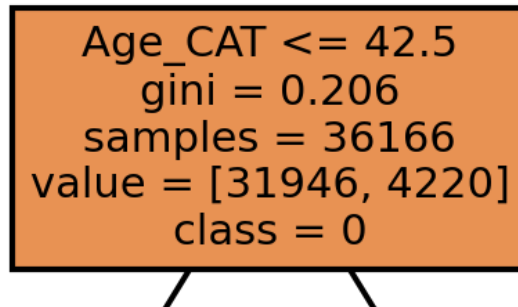 Age_CAT <= 42.5
gini = 0.206
samples = 36166
value = [31946, 4220]
class = 0